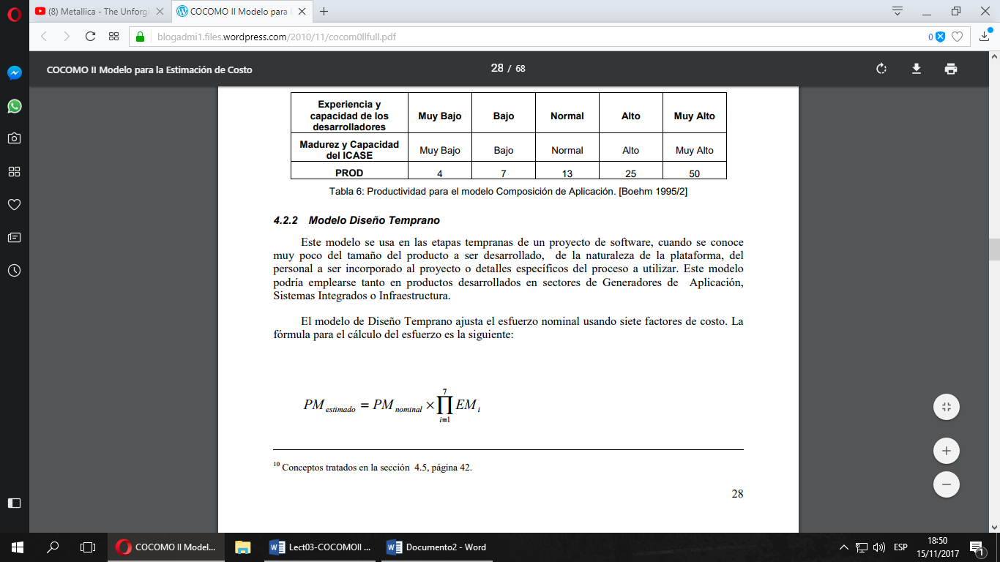 (8) Metallica - The Unforgi
COCOMO II Modelo para l
blogadmi1.files.wordpress.com/2010/11/cocom0llfull.pdf
0
COCOMO II Modelo para la Estimación de Costo
28 / 68
Experiencia y capacidad de los desarrolladores Muy Bajo Bajo Normal Alto Muy Alto
Madurez y Capacidad del ICASE Muy Bajo Bajo Normal Alto Muy Alto
PROD 4 7 13 25 50
Tabla 6: Productividad para el modelo Composición de Aplicación. [Boehm 1995/2]
4.2.2 Modelo Diseño Temprano
Este modelo se usa en las etapas tempranas de un proyecto de software, cuando se conoce
muy poco del tamaño del producto a ser desarrollado, de la naturaleza de la plataforma, del
personal a ser incorporado al proyecto o detalles específicos del proceso a utilizar. Este modelo
podría emplearse tanto en productos desarrollados en sectores de Generadores de Aplicación,
Sistemas Integrados o Infraestructura.
El modelo de Diseño Temprano ajusta el esfuerzo nominal usando siete factores de costo. La
fórmula para el cálculo del esfuerzo es la siguiente:
PM estimado = PM nominal × ∏ 7 i=1 EM i
10 Conceptos tratados en la sección 4.5, página 42.
28
COCOMO II Model...
Lect03-COCOMOII ...
Documento2 - Word
ESP
18:50
15/11/2017
1